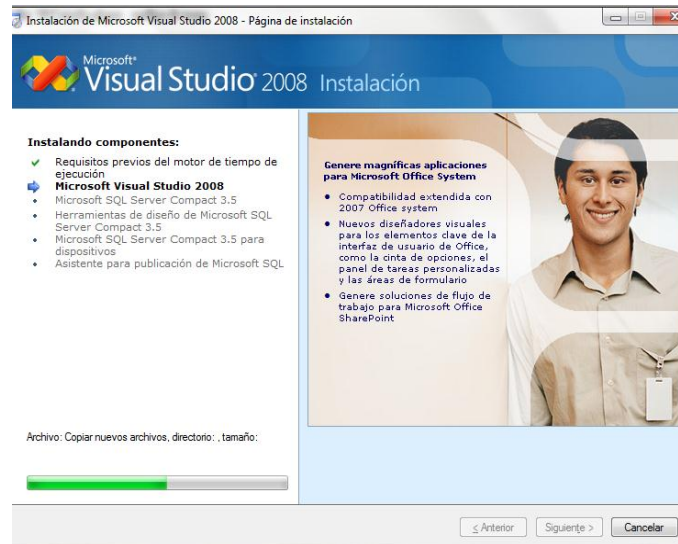 Instalación de Microsoft Visual Studio 2008 - Página de instalación
Microsoft®
Visual Studio® 2008 Instalación
Instalando componentes:
Requisitos previos del motor de tiempo de
ejecución
Microsoft Visual Studio 2008
Microsoft SQL Server Compact 3.5
Herramientas de diseño de Microsoft SQL
Server Compact 3.5
Microsoft SQL Server Compact 3.5 para
dispositivos
Asistente para publicación de Microsoft SQL
Genere magníficas aplicaciones
para Microsoft Office System
• Compatibilidad extendida con
2007 Office system
• Nuevos diseñadores visuales
para los elementos clave de la
interfaz de usuario de Office,
como la cinta de opciones, el
panel de tareas personalizadas
y las áreas de formulario
• Genere soluciones de flujo de
trabajo para Microsoft Office
SharePoint
Archivo: Copiar nuevos archivos, directorio: , tamaño:
< Anterior
Siguiente >
Cancelar